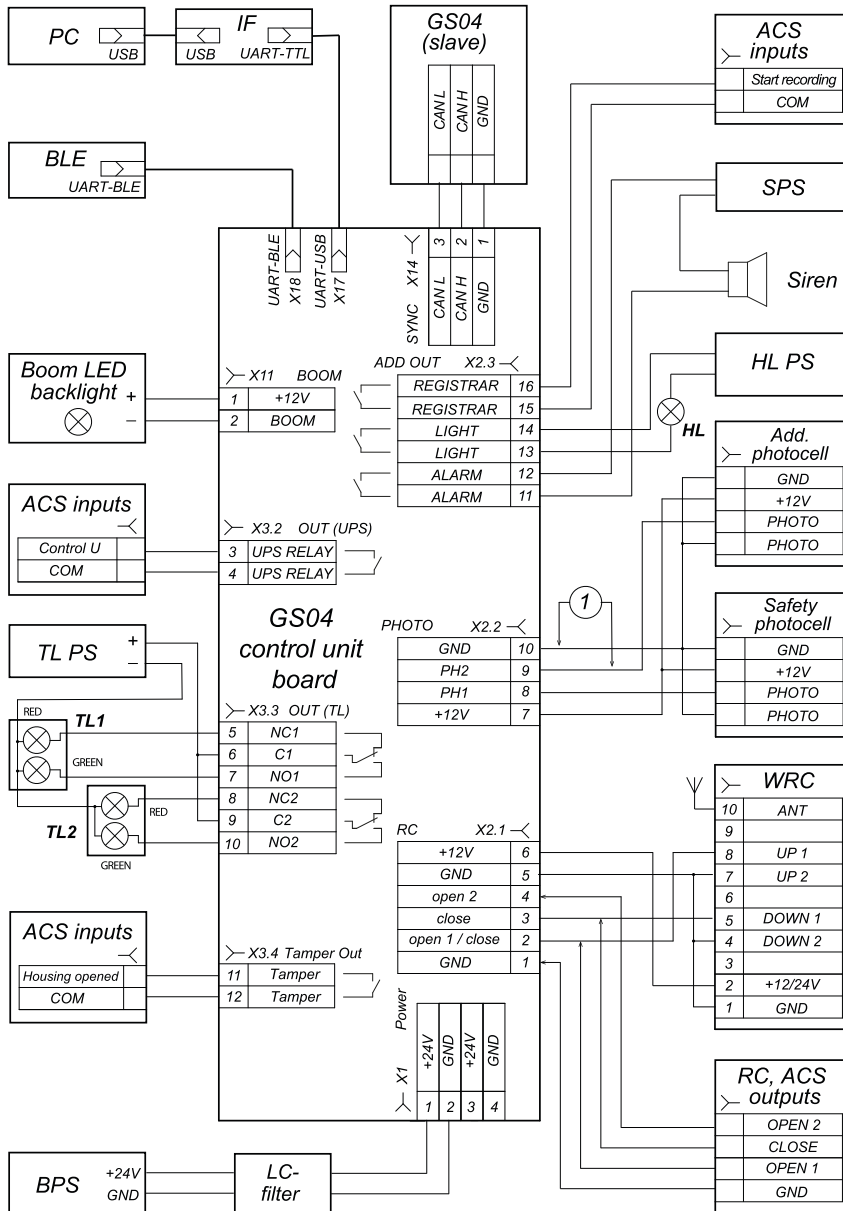 PC
USB
IF
USB
UART-TTL
BLE
UART-BLE
GS04
(slave)
CAN L
CAN H
GND
ACS
inputs
Start recording
COM
SPS
Siren
UART-BLE
X18
UART-USB
X17
SYNC X14
3
2
1
CAN L
CAN H
GND
Boom LED
backlight
+
–
X11 BOOM
1 +12V
2 BOOM
ADD OUT X2.3
REGISTRAR 16
REGISTRAR 15
LIGHT 14
LIGHT 13
ALARM 12
ALARM 11
HL PS
HL
Add.
photocell
GND
+12V
PHOTO
PHOTO
ACS inputs
Control U
COM
X3.2 OUT (UPS)
3 UPS RELAY
4 UPS RELAY
GS04
control unit
board
PHOTO X2.2
GND 10
PH2 9
PH1 8
+12V 7
1
Safety
photocell
GND
+12V
PHOTO
PHOTO
TL PS
+
–
RED
TL1
GREEN
TL2
RED
GREEN
X3.3 OUT (TL)
5 NC1
6 C1
7 NO1
8 NC2
9 C2
10 NO2
RC X2.1
+12V 6
GND 5
open 2 4
close 3
open 1 / close 2
GND 1
WRC
10 ANT
9
8 UP 1
7 UP 2
6
5 DOWN 1
4 DOWN 2
3
2 +12/24V
1 GND
ACS inputs
Housing opened
COM
X3.4 Tamper Out
11 Tamper
12 Tamper
X1 Power
+24V
GND
+24V
GND
1
2
3
4
RC, ACS
outputs
OPEN 2
CLOSE
OPEN 1
GND
BPS
+24V
GND
LC-
filter